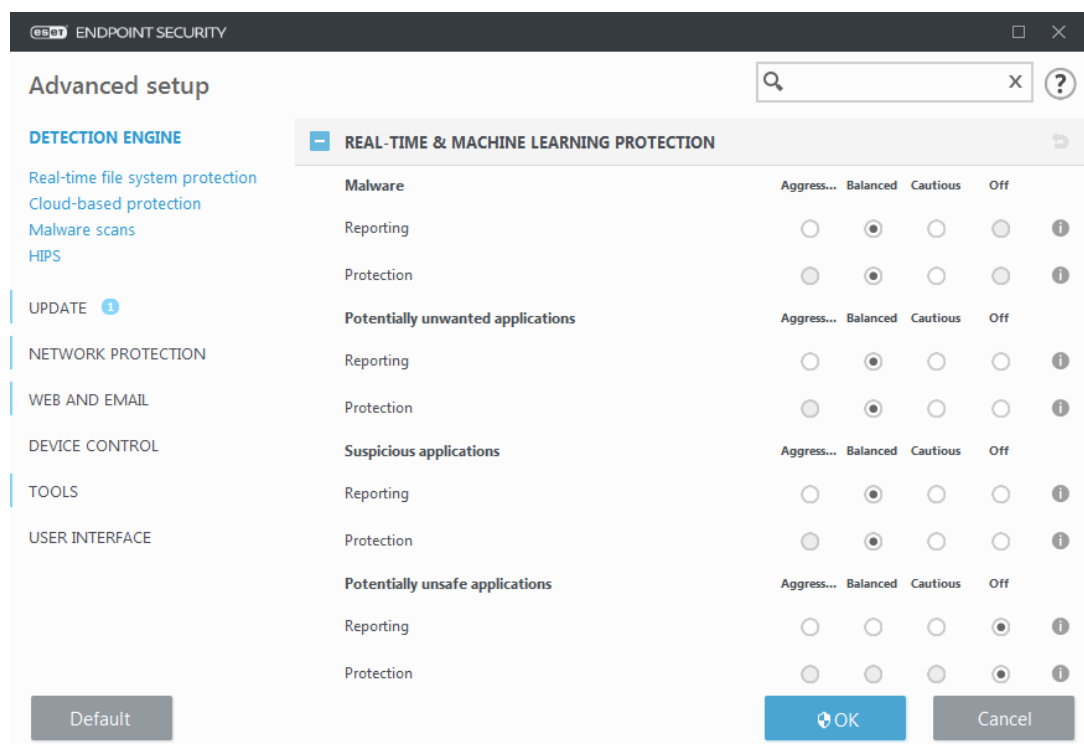 eset ENDPOINT SECURITY
Advanced setup
x
?
DETECTION ENGINE
Real-time file system protection
Cloud-based protection
Malware scans
HIPS
UPDATE 1
NETWORK PROTECTION
WEB AND EMAIL
DEVICE CONTROL
TOOLS
USER INTERFACE
REAL-TIME & MACHINE LEARNING PROTECTION
Malware Aggress... Balanced Cautious Off
Reporting i
Protection i
Potentially unwanted applications Aggress... Balanced Cautious Off
Reporting i
Protection i
Suspicious applications Aggress... Balanced Cautious Off
Reporting i
Protection i
Potentially unsafe applications Aggress... Balanced Cautious Off
Reporting i
Protection i
Default OK Cancel